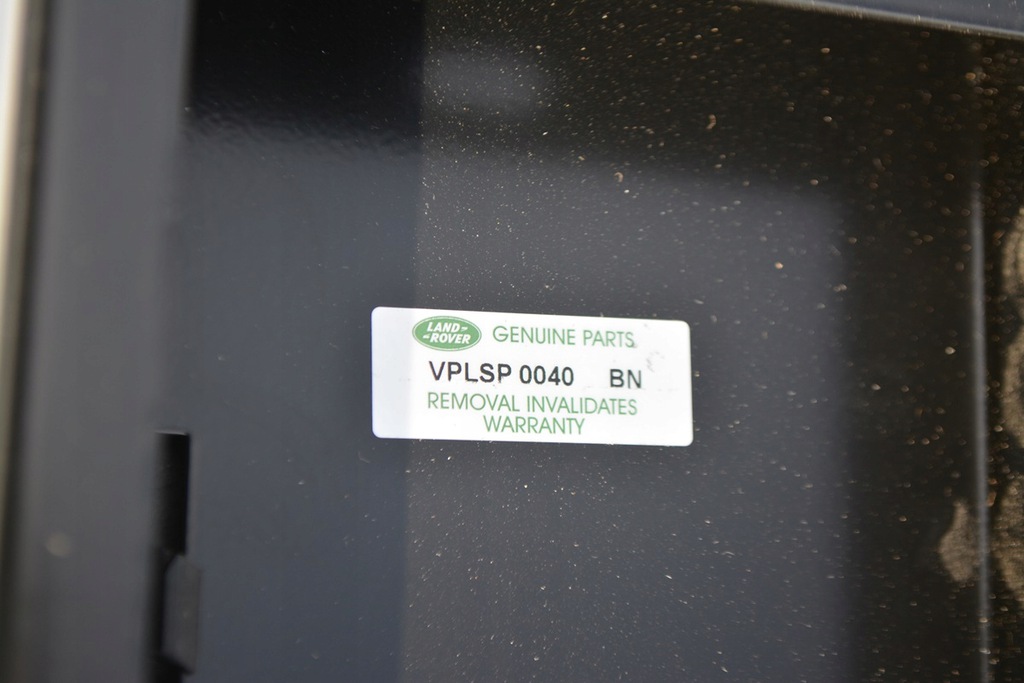 LAND-
-ROVER
GENUINE PARTS
VPLSP 0040 BN
REMOVAL INVALIDATES
WARRANTY